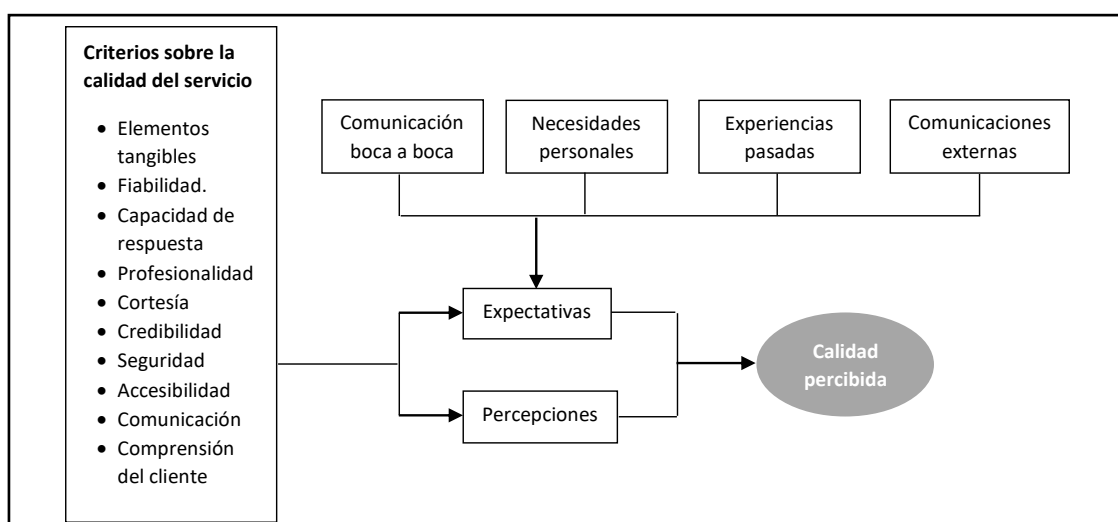 Criterios sobre la
calidad del servicio
• Elementos
tangibles
• Fiabilidad.
• Capacidad de
respuesta
• Profesionalidad
• Cortesía
• Credibilidad
• Seguridad
• Accesibilidad
• Comunicación
• Comprensión
del cliente
Comunicación
boca a boca
Necesidades
personales
Experiencias
pasadas
Comunicaciones
externas
Expectativas
Percepciones
Calidad
percibida